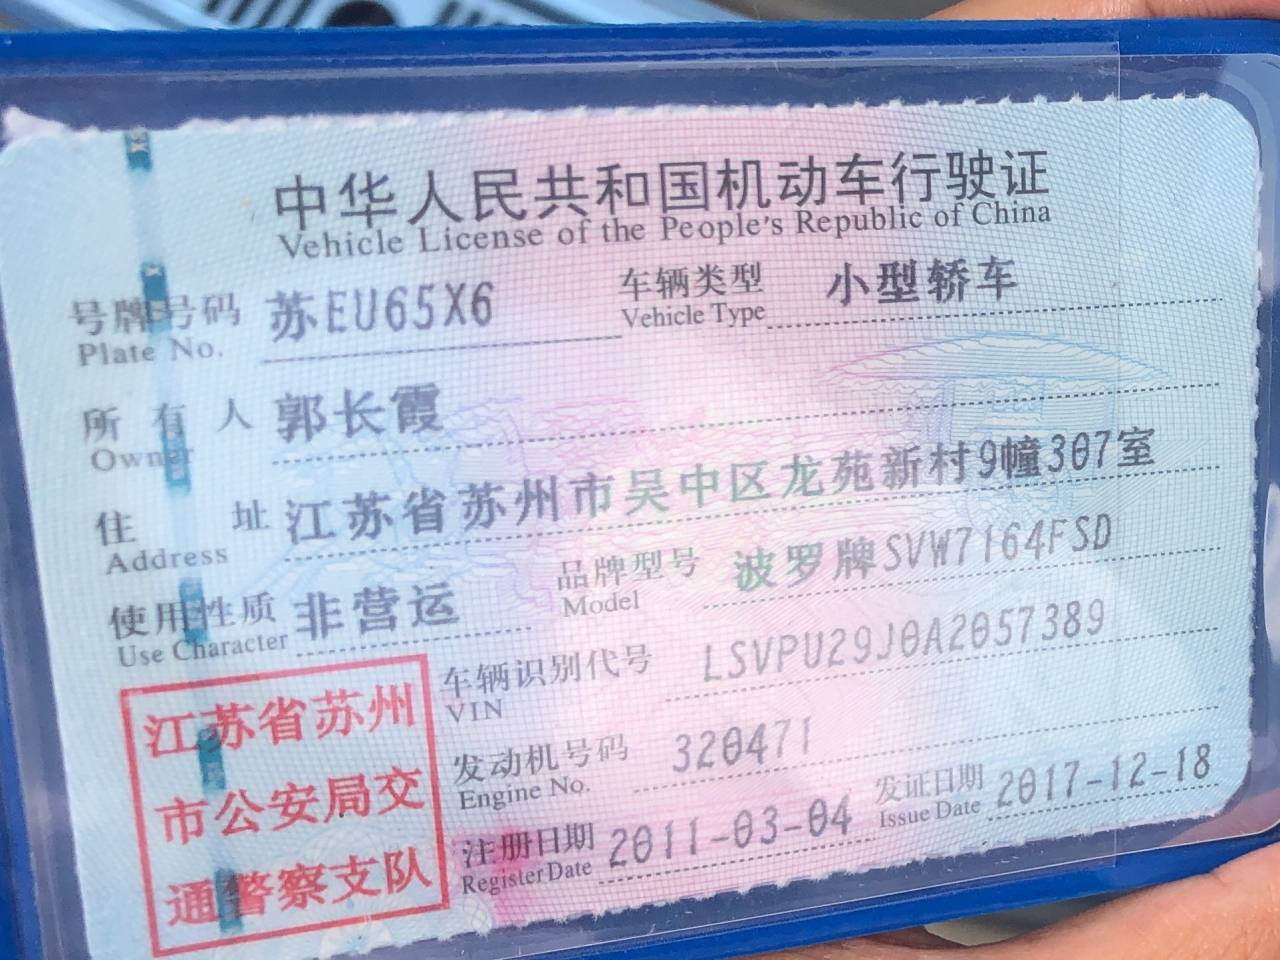 中华人民共和国机动车行驶证
Vehicle License of the People's Republic of China
号牌号码 苏EU65X6 车辆类型 小型轿车
Plate No. Vehicle Type
所有人 郭长霞
Owner
住址 江苏省苏州市吴中区龙苑新村9幢307室
Address
使用性质 非营运 品牌型号 波罗牌SVW7164FSD
Use Character Model
车辆识别代号 LSVPU29J0A2057389
VIN
发动机号码 320471
Engine No.
注册日期 2011-03-04 发证日期 2017-12-18
Register Date Issue Date
江苏省苏州
市公安局交
通警察支队